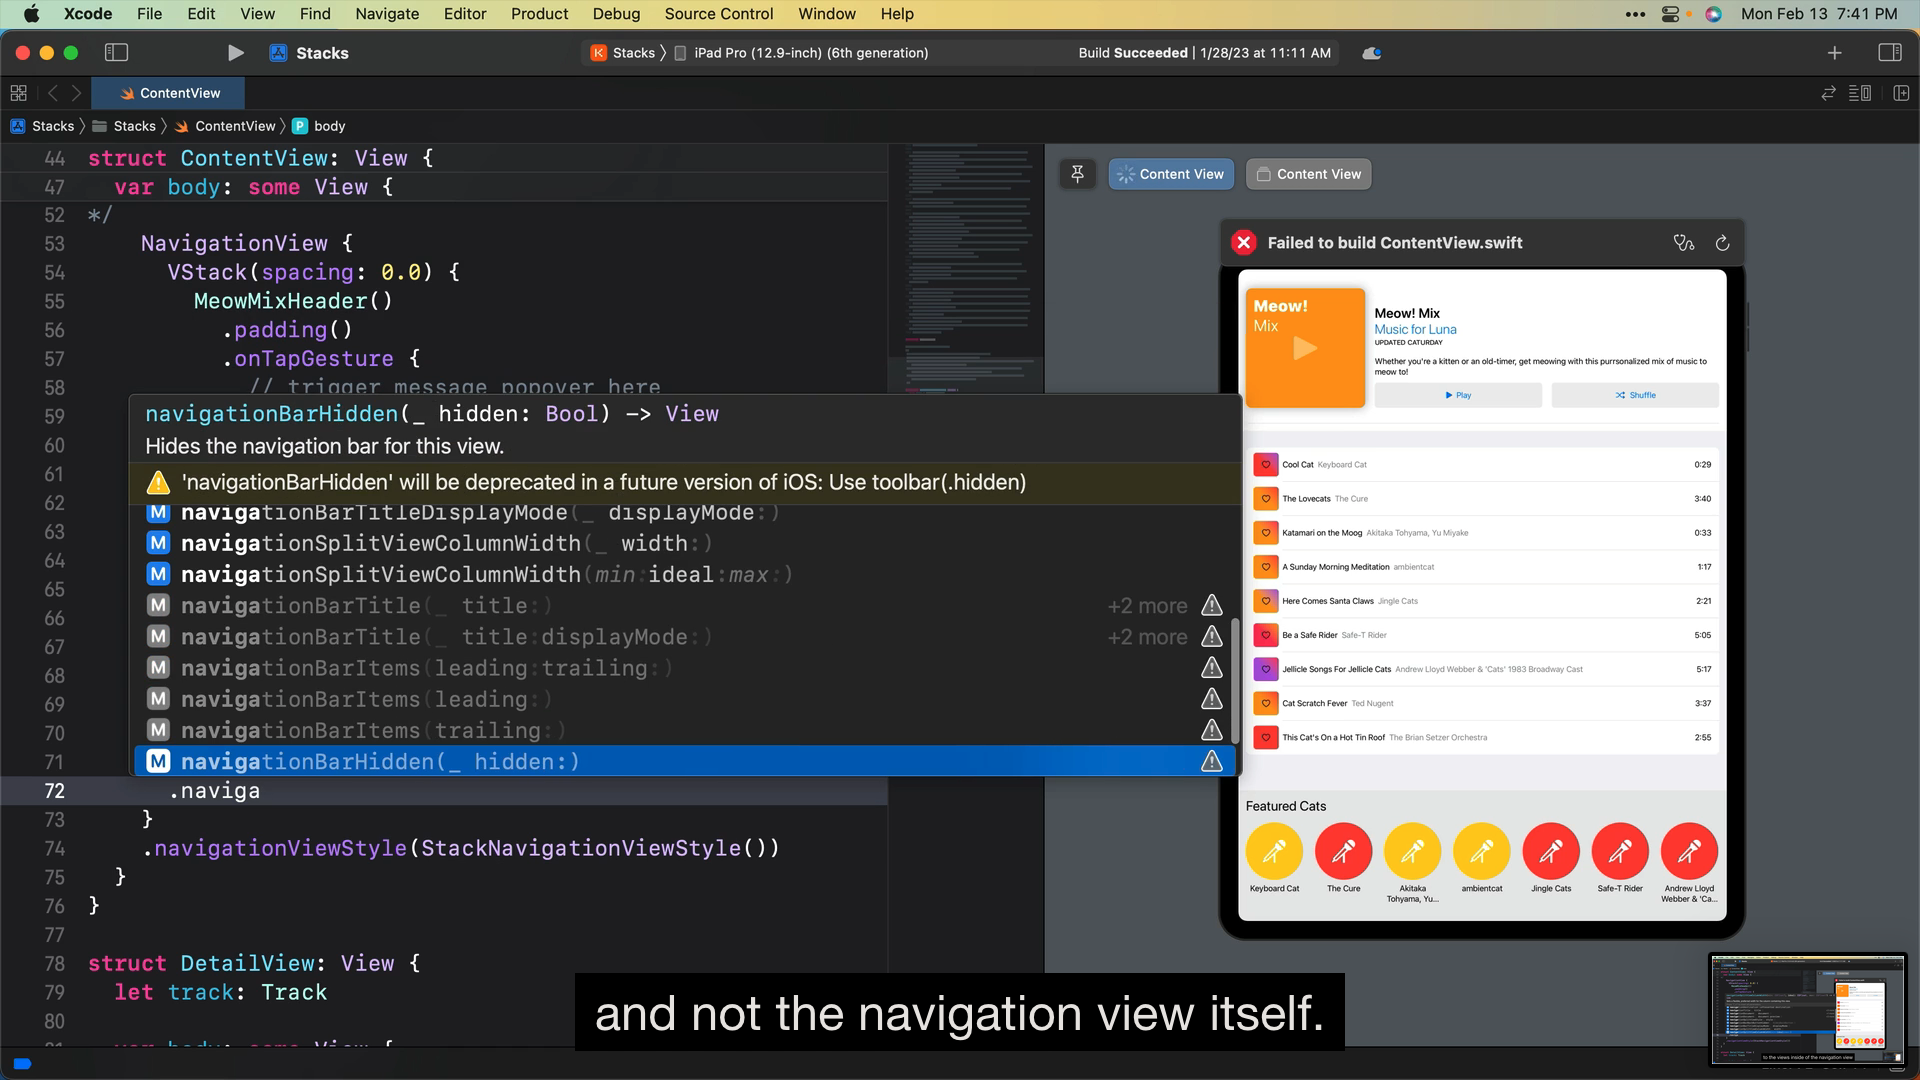 Xcode File Edit View Find Navigate Editor Product Debug Source Control Window Help Mon Feb 13 7:41 PM
Stacks Stacks iPad Pro (12.9-inch) (6th generation) Build Succeeded | 1/28/23 at 11:11 AM
ContentView
Stacks Stacks ContentView P body
44 struct ContentView: View {
47 var body: some View {
52 */
53 NavigationView {
54 VStack(spacing: 0.0) {
55 MeowMixHeader()
56 .padding()
57 .onTapGesture {
58 // trigger message popover here
59
60
61
62
63
64
65
66
67
68
69
70
71
navigationBarHidden(_ hidden: Bool) -> View
Hides the navigation bar for this view.
'navigationBarHidden' will be deprecated in a future version of iOS: Use toolbar(.hidden)
M navigationBarTitleDisplayMode(_ displayMode:)
M navigationSplitViewColumnWidth(_ width:)
M navigationSplitViewColumnWidth(min:ideal:max:)
M navigationBarTitle(_ title:) +2 more
M navigationBarTitle(_ title:displayMode:) +2 more
M navigationBarItems(leading:trailing:)
M navigationBarItems(leading:)
M navigationBarItems(trailing:)
M navigationBarHidden(_ hidden:)
72 .naviga
73 }
74 .navigationViewStyle(StackNavigationViewStyle())
75 }
76 }
77
78 struct DetailView: View {
79 let track: Track
80
Content View Content View
Failed to build ContentView.swift
Meow!
Mix
Meow! Mix
Music for Luna
UPDATED CATURDAY
Whether you're a kitten or an old-timer, get meowing with this purrsonalized mix of music to
meow to!
Play Shuffle
Cool Cat Keyboard Cat 0:29
The Lovecats The Cure 3:40
Katamari on the Moog Akitaka Tohyama, Yu Miyake 0:33
A Sunday Morning Meditation ambientcat 1:17
Here Comes Santa Claws Jingle Cats 2:21
Be a Safe Rider Safe-T Rider 5:05
Jellicle Songs For Jellicle Cats Andrew Lloyd Webber & 'Cats' 1983 Broadway Cast 5:17
Cat Scratch Fever Ted Nugent 3:37
This Cat's On a Hot Tin Roof The Brian Setzer Orchestra 2:55
Featured Cats
Keyboard Cat The Cure Akitaka Tohyama, Yu... ambientcat Jingle Cats Safe-T Rider Andrew Lloyd Webber & 'Ca...
and not the navigation view itself.
to the views inside of the navigation view